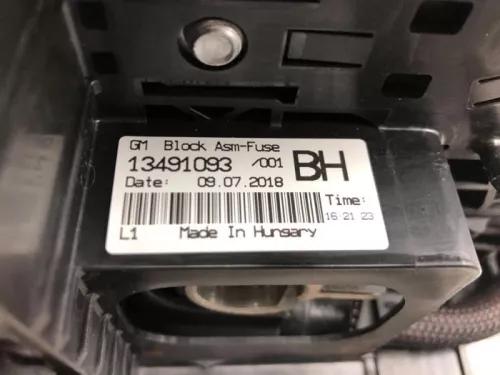 GM Block Asm-Fuse
13491093 /001 BH
Date: 09.07.2018
Time:
16:21:23
L1 Made In Hungary